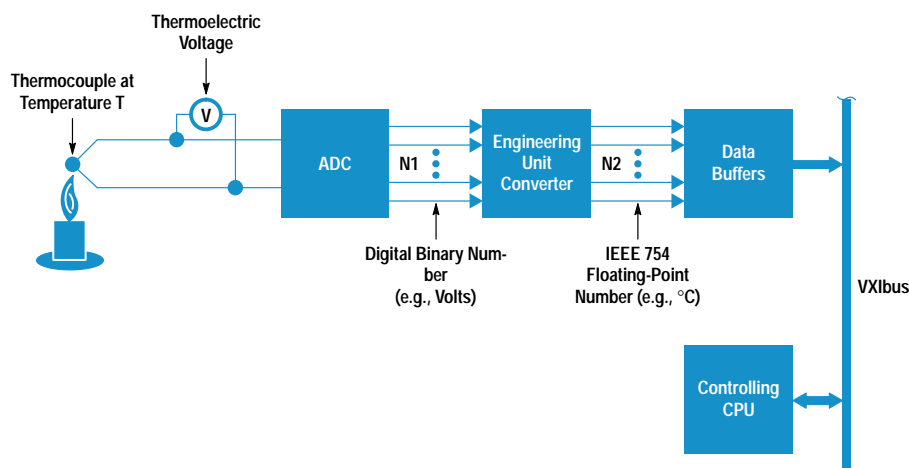 Thermoelectric
Voltage
Thermocouple at
Temperature T
V
ADC
N1
Engineering
Unit
Converter
N2
Data
Buffers
Digital Binary Num-
ber
(e.g., Volts)
IEEE 754
Floating-Point
Number (e.g., °C)
VXIbus
Controlling
CPU